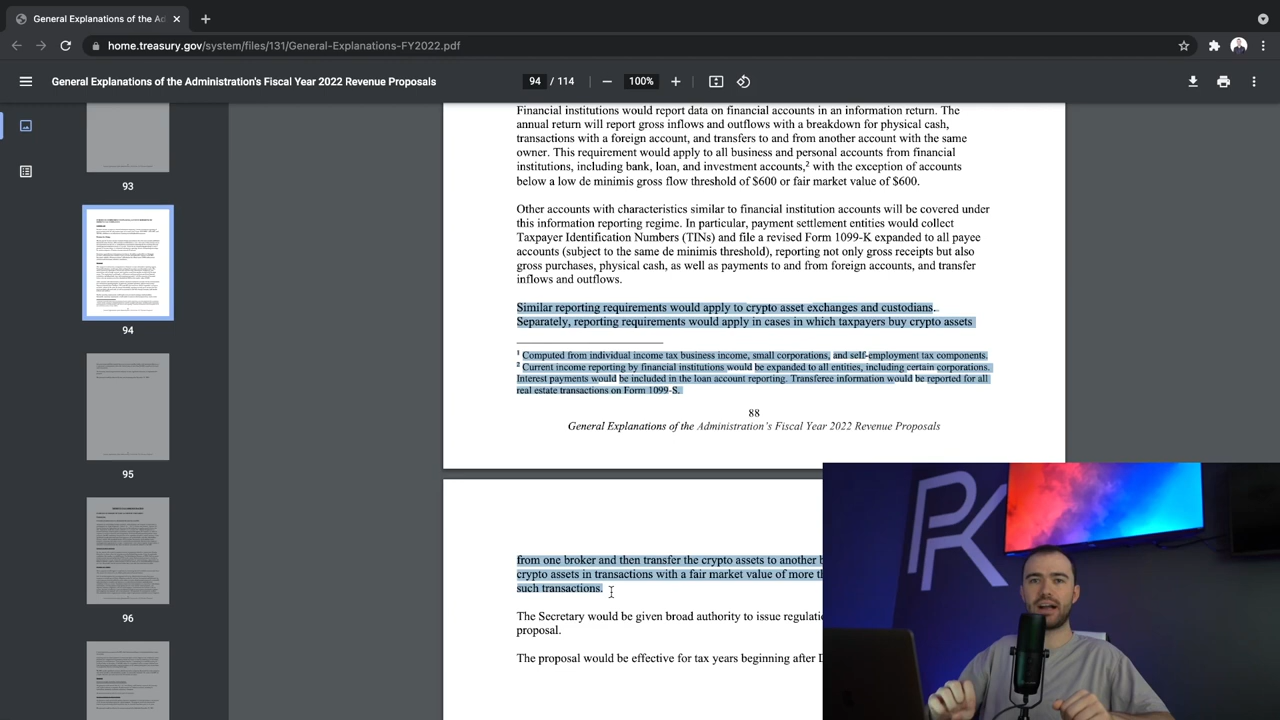 General Explanations of the Ad
home.treasury.gov/system/files/131/General-Explanations-FY2022.pdf
General Explanations of the Administration's Fiscal Year 2022 Revenue Proposals
94 / 114
100%
93
94
95
96
Financial institutions would report data on financial accounts in an information return. The
annual return will report gross inflows and outflows with a breakdown for physical cash,
transactions with a foreign account, and transfers to and from another account with the same
owner. This requirement would apply to all business and personal accounts from financial
institutions, including bank, loan, and investment accounts,² with the exception of accounts
below a low de minimis gross flow threshold of $600 or fair market value of $600.
Other accounts with characteristics similar to financial institution accounts will be covered under
this information reporting regime. In particular, payment settlement entities would collect
Taxpayer Identification Numbers (TINs) and file a revised Form 1099-K expanded to all payee
accounts (subject to the same de minimis threshold), reporting not only gross receipts but also
gross purchases, physical cash, as well as payments to and from foreign accounts, and transfer
inflows and outflows.
Similar reporting requirements would apply to crypto asset exchanges and custodians.
Separately, reporting requirements would apply in cases in which taxpayers buy crypto assets
¹ Computed from individual income tax business income, small corporations, and self-employment tax components.
² Current income reporting by financial institutions would be expanded to all entities, including certain corporations.
Interest payments would be included in the loan account reporting. Transferee information would be reported for all
real estate transactions on Form 1099-S.
88
General Explanations of the Administration's Fiscal Year 2022 Revenue Proposals
from one broker and then transfer the crypto assets to another
crypto assets in transactions with a fair market value of more
such transactions.
The Secretary would be given broad authority to issue
proposal.
The proposal would be effective for tax years beginning after